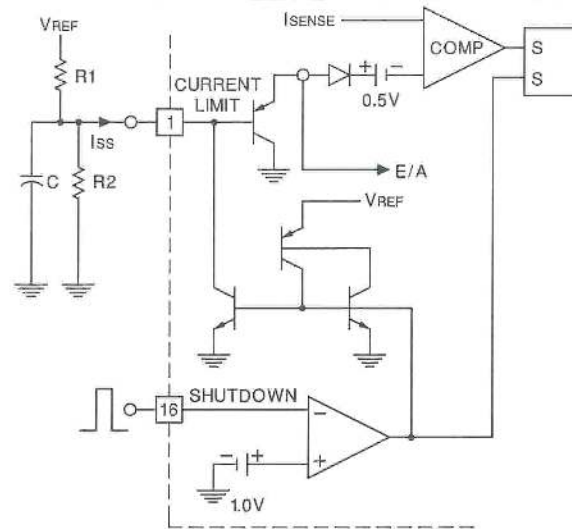 VREF
R1
C
R2
ISS
1
CURRENT
LIMIT
ISENSE
+ −
0.5V
COMP
S
S
E/A
VREF
16
SHUTDOWN
−
+
− +
1.0V